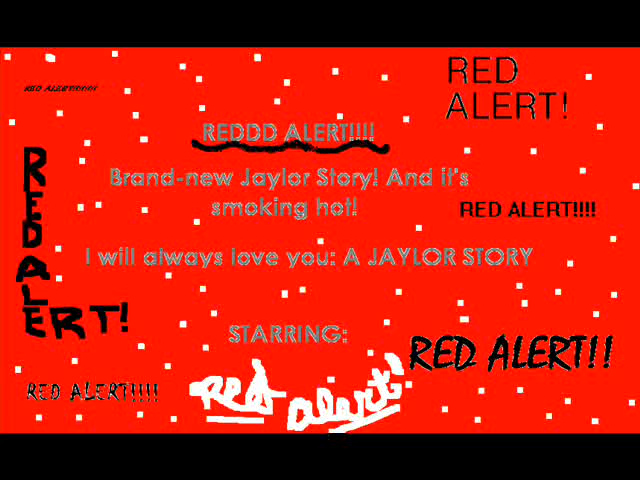 RED ALERT!!!!!!!
RED
ALERT!
REDDD ALERT!!!!
Brand-new Jaylor Story! And it's
smoking hot!
RED ALERT!!!!
RED ALERT!
I will always love you: A JAYLOR STORY
STARRING:
RED ALERT!!
RED ALERT!!!!
Red
alert!